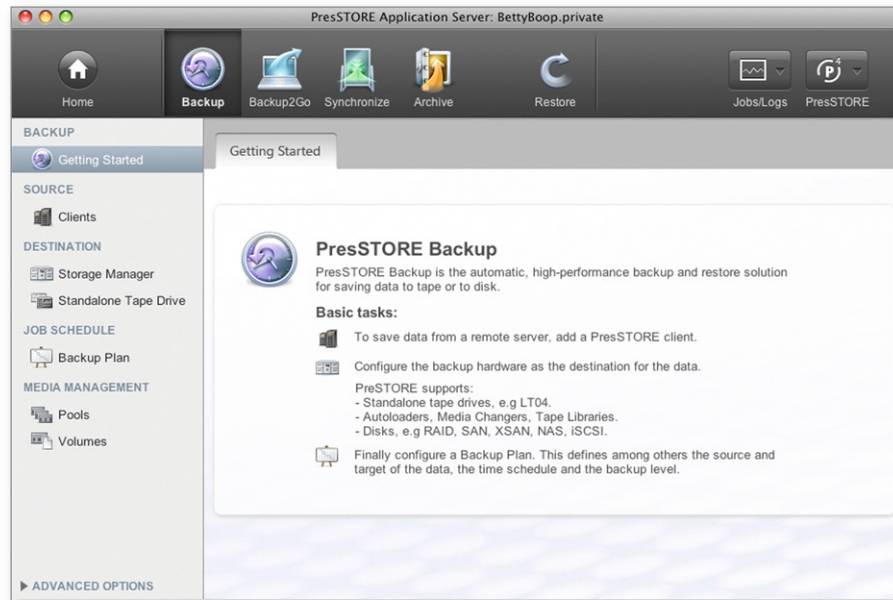 PresSTORE Application Server: BettyBoop.private
Home
Backup
Backup2Go
Synchronize
Archive
Restore
Jobs/Logs
P4
PresSTORE
BACKUP
Getting Started
SOURCE
Clients
DESTINATION
Storage Manager
Standalone Tape Drive
JOB SCHEDULE
Backup Plan
MEDIA MANAGEMENT
Pools
Volumes
ADVANCED OPTIONS
Getting Started
PresSTORE Backup
PresSTORE Backup is the automatic, high-performance backup and restore solution
for saving data to tape or to disk.
Basic tasks:
To save data from a remote server, add a PresSTORE client.
Configure the backup hardware as the destination for the data.
PreSTORE supports:
- Standalone tape drives, e.g LT04.
- Autoloaders, Media Changers, Tape Libraries.
- Disks, e.g RAID, SAN, XSAN, NAS, iSCSI.
Finally configure a Backup Plan. This defines among others the source and
target of the data, the time schedule and the backup level.